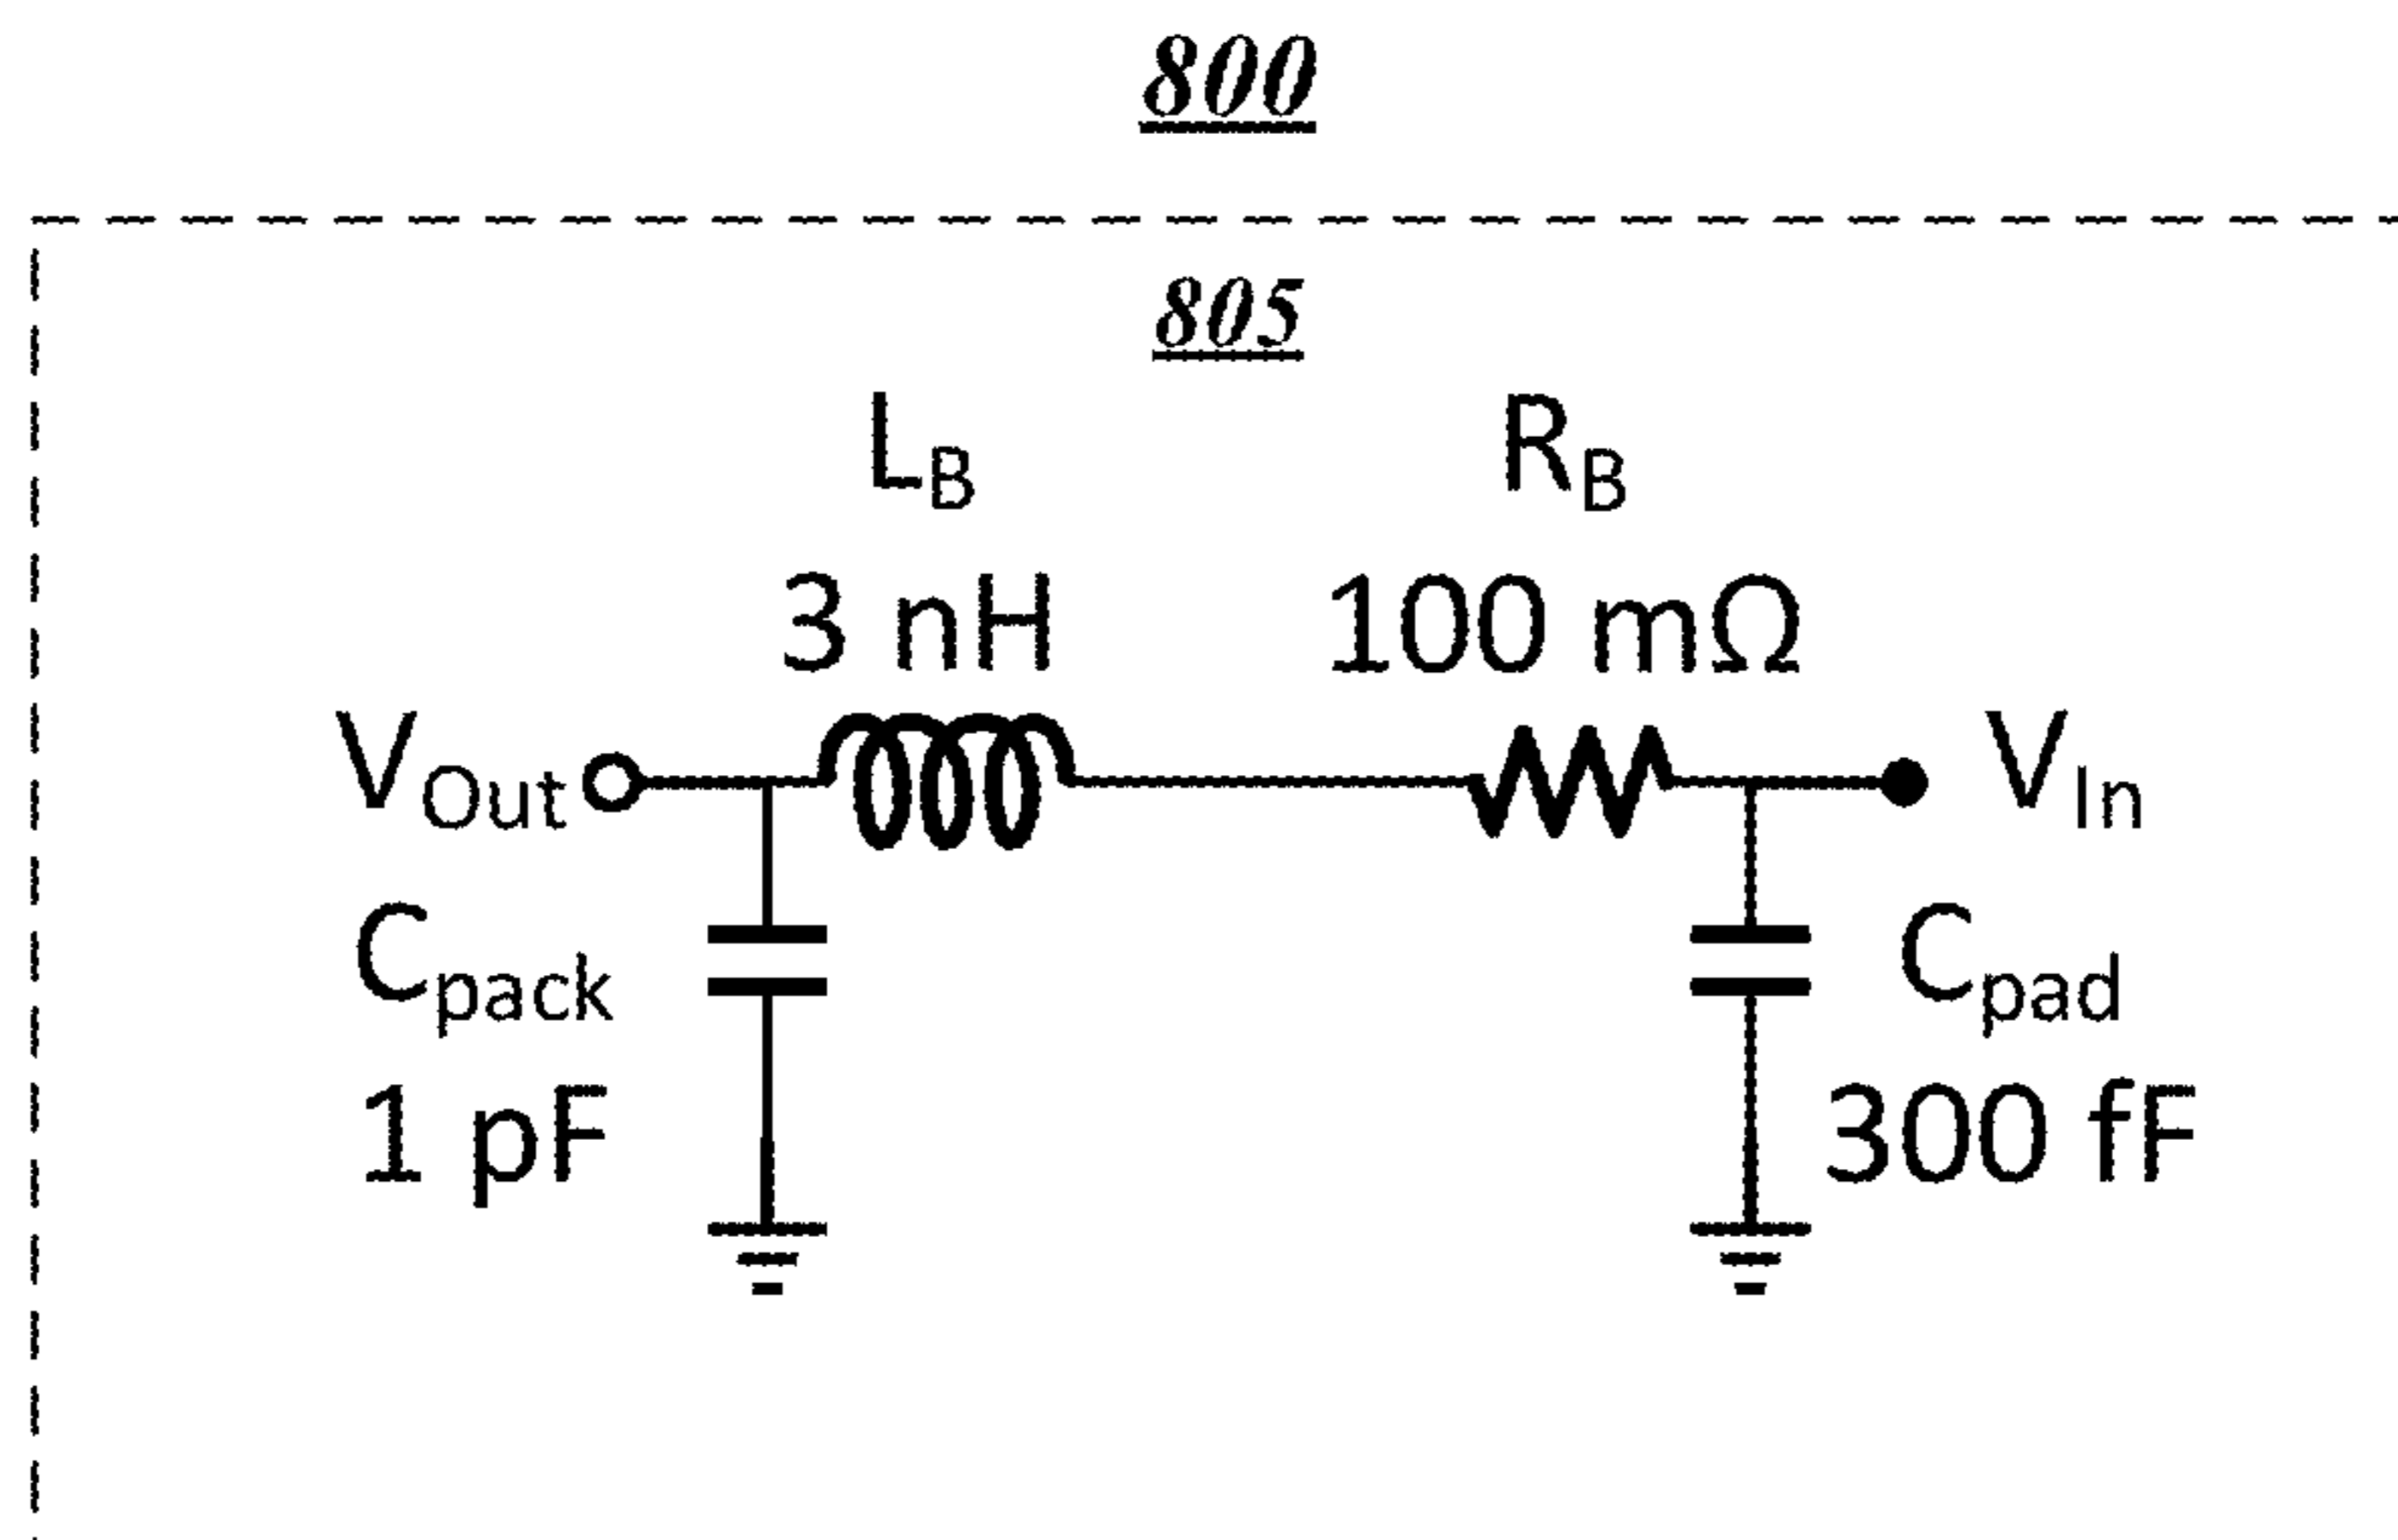 800
805
L_B R_B
3 nH 100 mΩ
V_Out V_In
C_pack C_pad
1 pF 300 fF